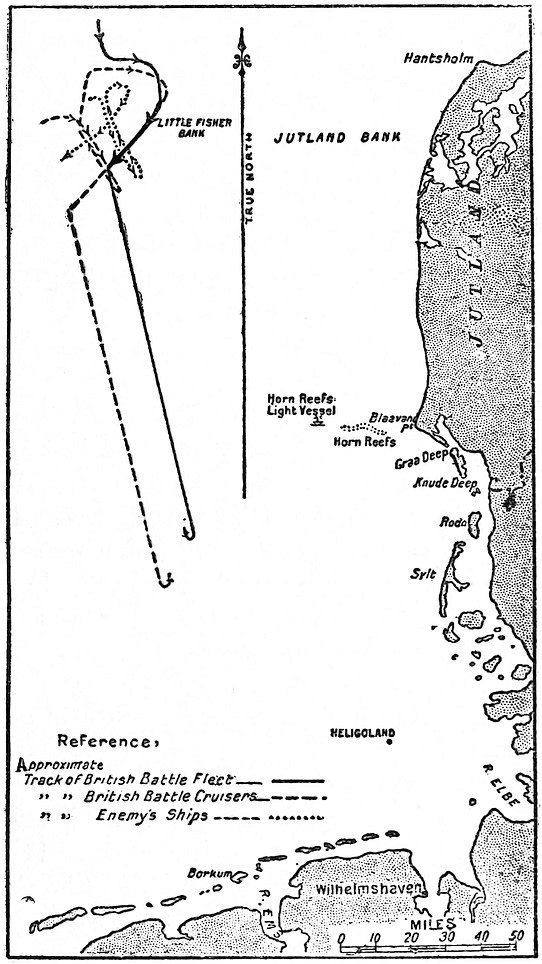 Hantsholm
LITTLE FISHER
BANK
JUTLAND BANK
TRUE NORTH
JUTLAND
Horn Reefs
Light Vessel
Blaavand
Pt.
Horn Reefs
Graa Deep
Knude Deep
Rodo
Sylt
HELIGOLAND
R. ELBE
Reference,
Approximate
Track of British Battle Fleet
" " British Battle Cruisers
" " Enemy's Ships
Borkum
R. EMS
Wilhelmshaven
MILES
0 10 20 30 40 50